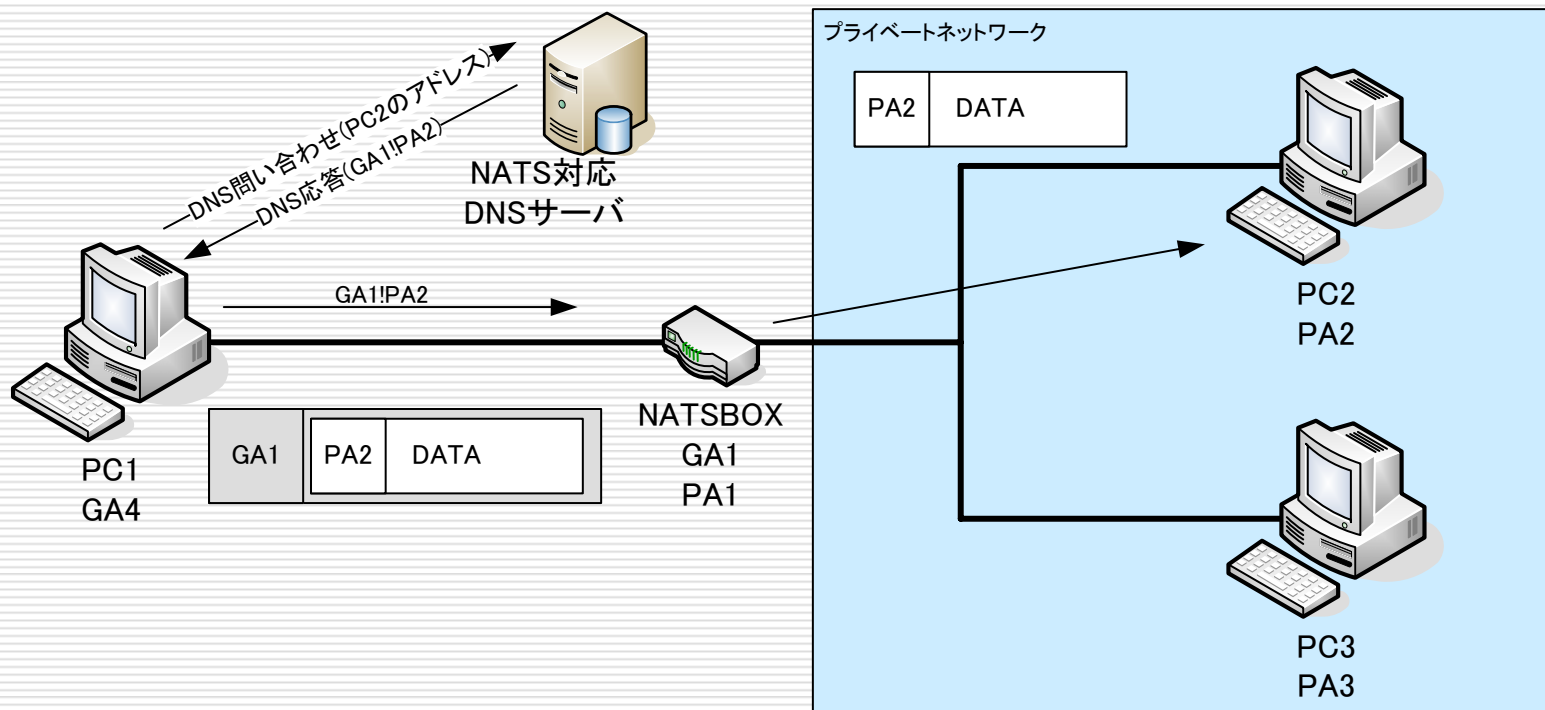 プライベートネットワーク
DNS問い合わせ(PC2のアドレス)
DNS応答(GA1!PA2)
NATS対応
DNSサーバ
PA2 DATA
GA1!PA2
PC2
PA2
NATSBOX
GA1
PA1
GA1 PA2 DATA
PC1
GA4
PC3
PA3